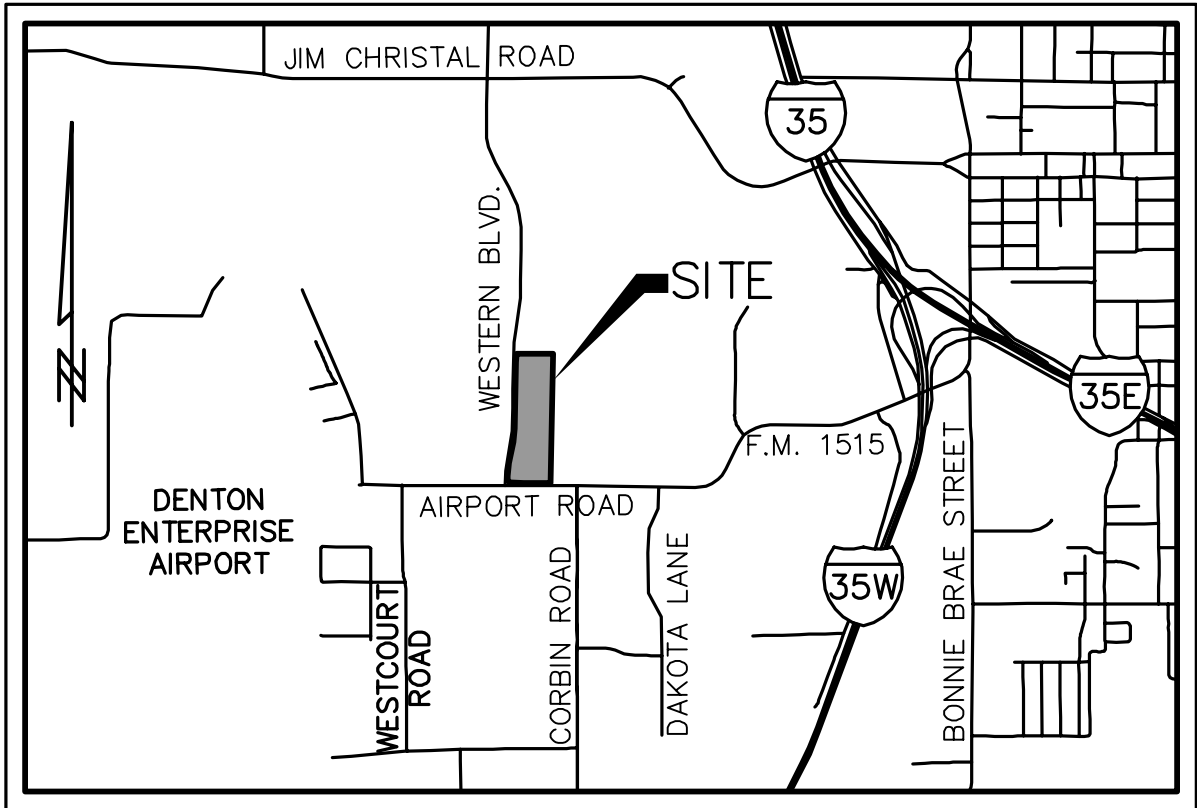 JIM CHRISTAL ROAD
35
WESTERN BLVD.
SITE
N
35E
F.M. 1515
AIRPORT ROAD
DENTON
ENTERPRISE
AIRPORT
BONNIE BRAE STREET
35W
WESTCOURT
ROAD
CORBIN ROAD
DAKOTA LANE